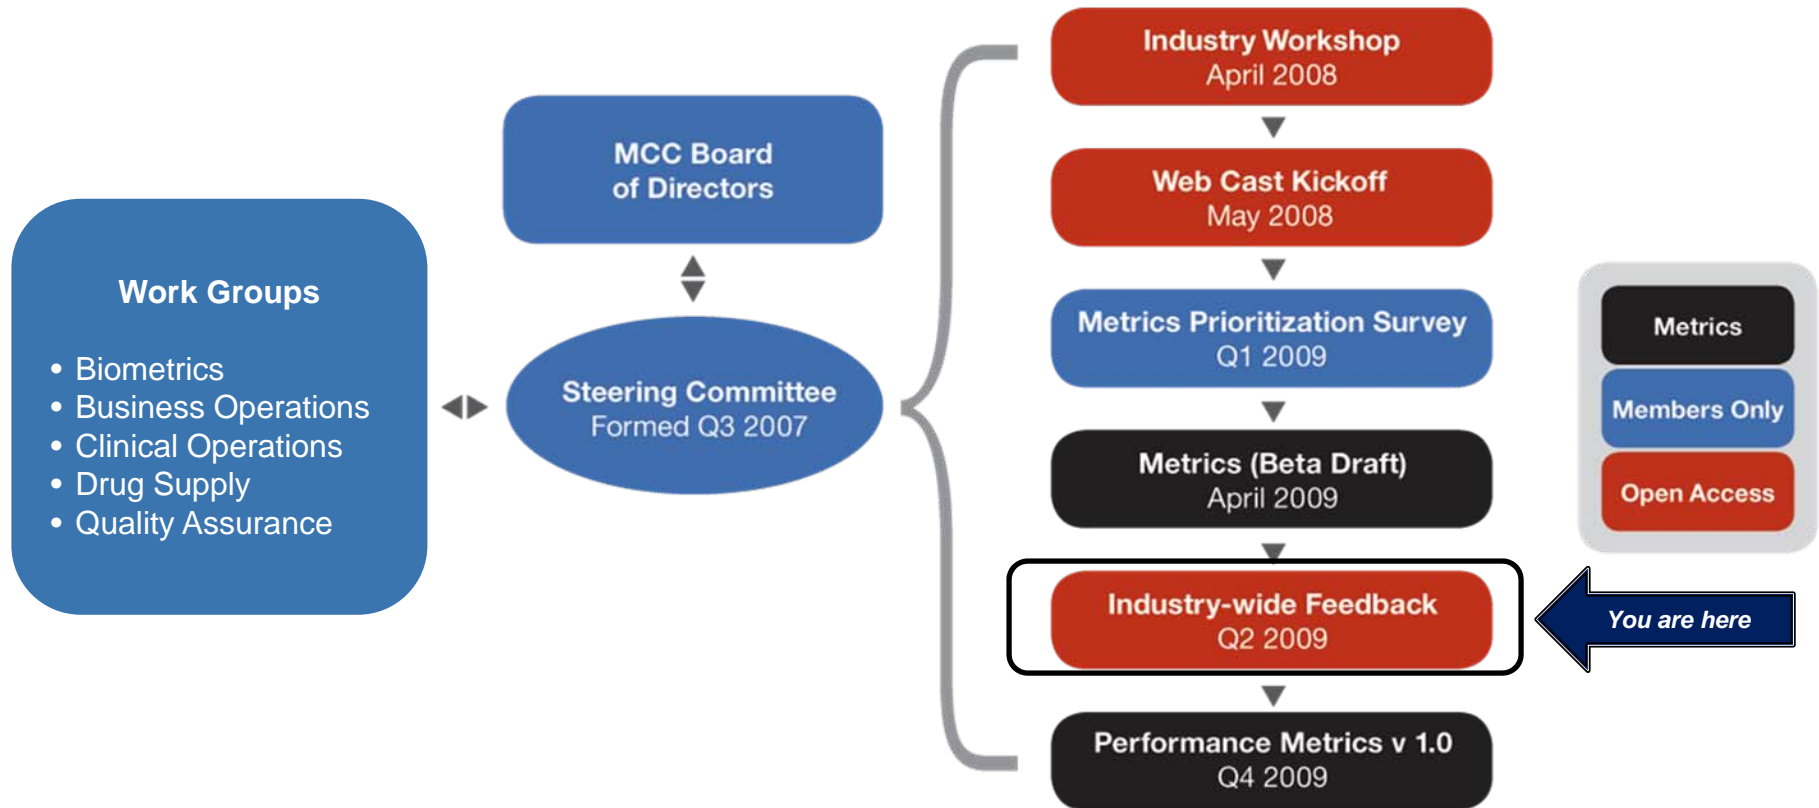 Work Groups
• Biometrics
• Business Operations
• Clinical Operations
• Drug Supply
• Quality Assurance
MCC Board
of Directors
Steering Committee
Formed Q3 2007
Industry Workshop
April 2008
Web Cast Kickoff
May 2008
Metrics Prioritization Survey
Q1 2009
Metrics (Beta Draft)
April 2009
Industry-wide Feedback
Q2 2009
Performance Metrics v 1.0
Q4 2009
Metrics
Members Only
Open Access
You are here